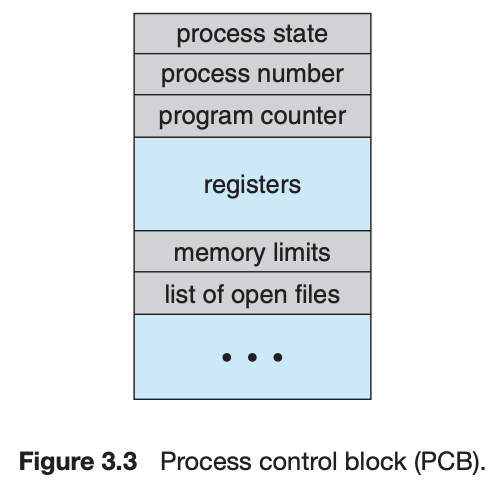 process state
process number
program counter
registers
memory limits
list of open files
• • •
Figure 3.3 Process control block (PCB).